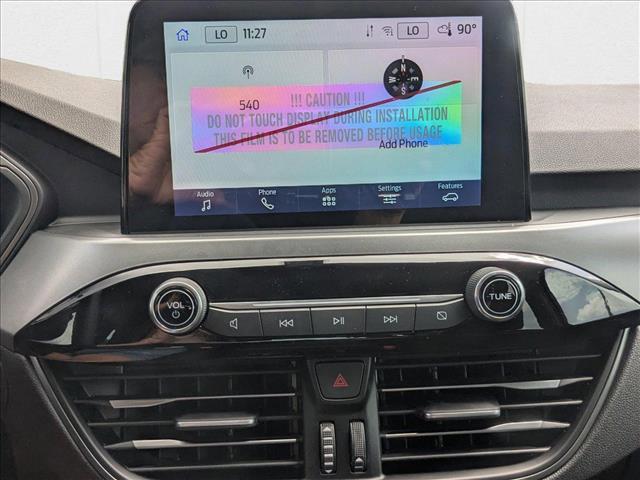 LO 11:27 LO 90°
N
W E
S
540
!!! CAUTION !!!
DO NOT TOUCH DISPLAY DURING INSTALLATION
THIS FILM IS TO BE REMOVED BEFORE USAGE
Add Phone
Audio Phone Apps Settings Features
VOL
TUNE